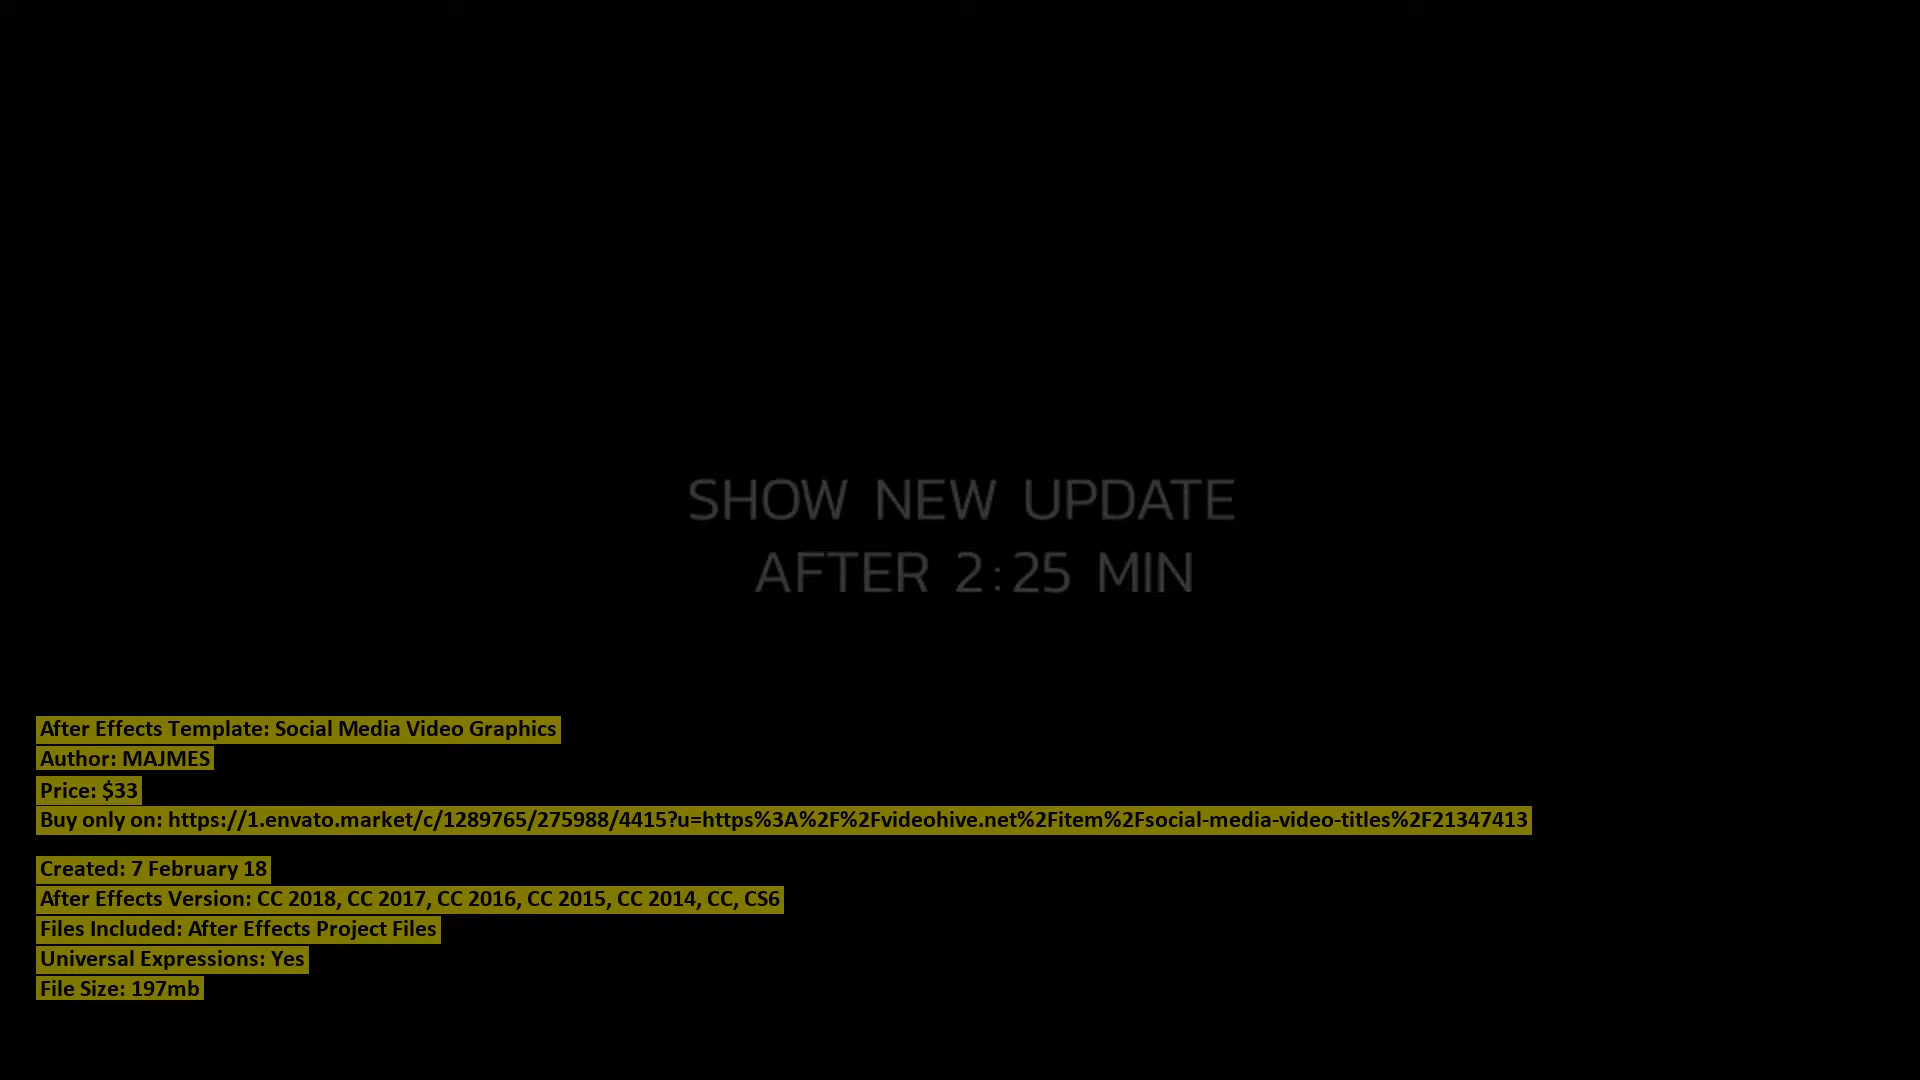 SHOW NEW UPDATE
AFTER 2:25 MIN
After Effects Template: Social Media Video Graphics
Author: MAJMES
Price: $33
Buy only on: https://1.envato.market/c/1289765/275988/4415?u=https%3A%2F%2Fvideohive.net%2Fitem%2Fsocial-media-video-titles%2F21347413
Created: 7 February 18
After Effects Version: CC 2018, CC 2017, CC 2016, CC 2015, CC 2014, CC, CS6
Files Included: After Effects Project Files
Universal Expressions: Yes
File Size: 197mb